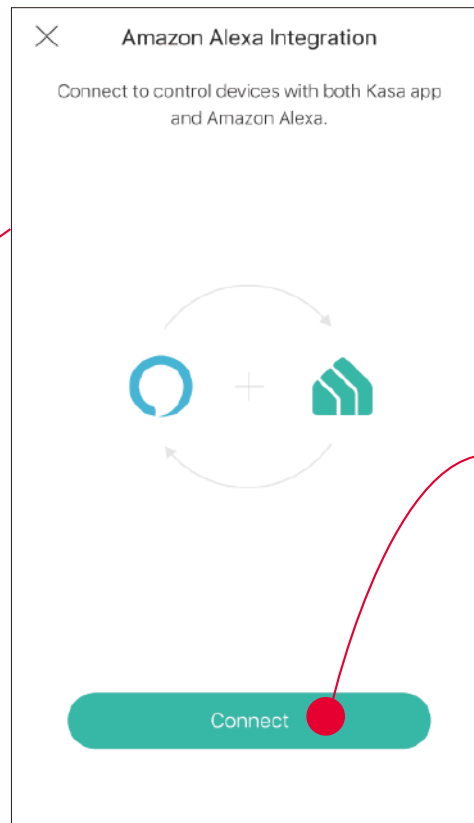 Amazon Alexa Integration
Connect to control devices with both Kasa app
and Amazon Alexa.
Connect